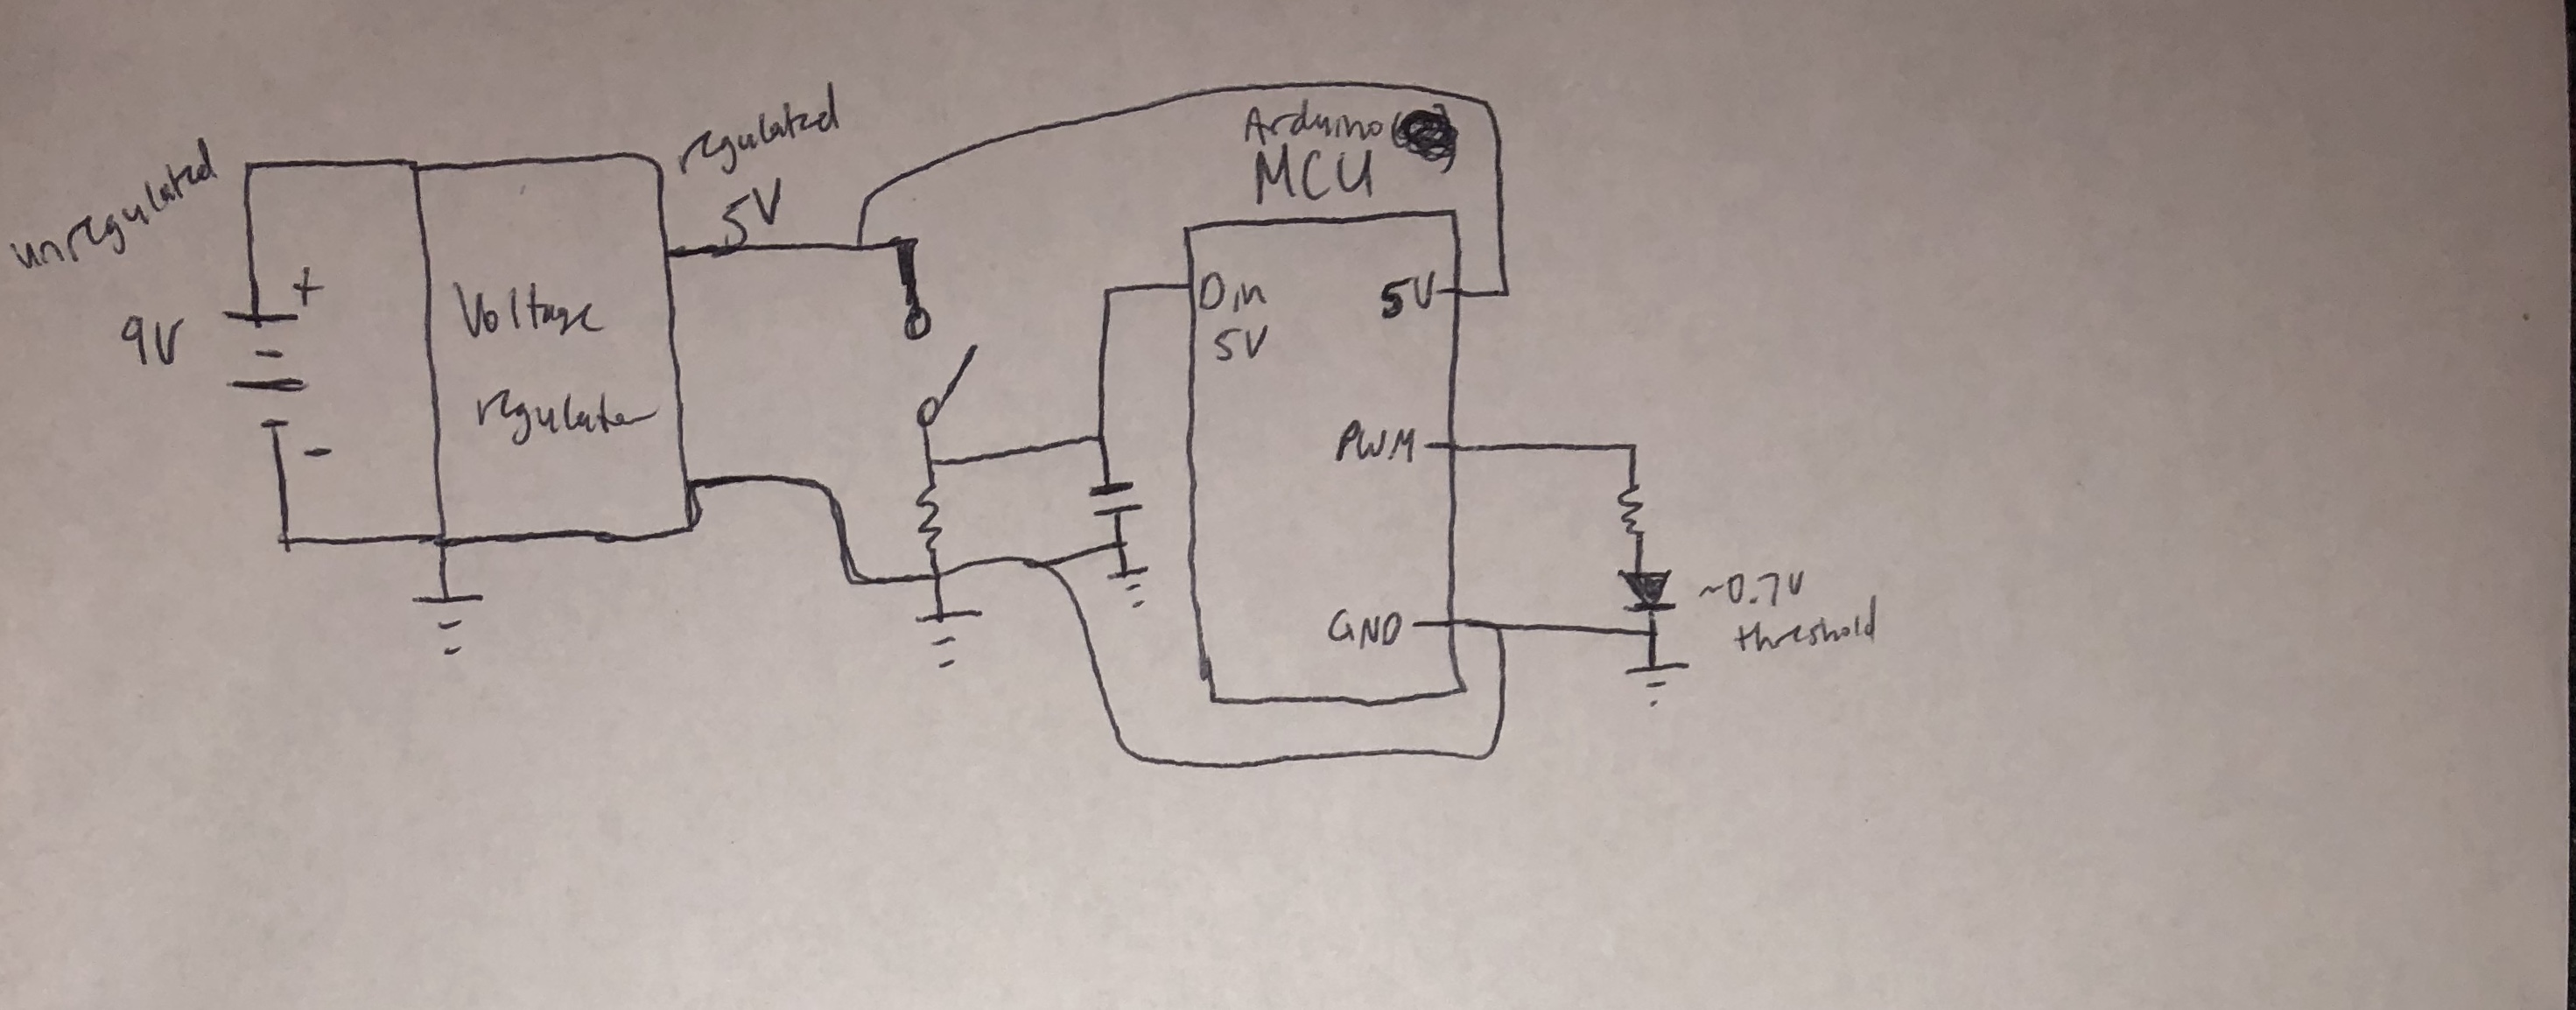 unregulated
9V
+
-
Voltage
regulator
regulated
5V
Arduino
MCU
Din
5V
5V
PWM
GND
~0.7V
threshold